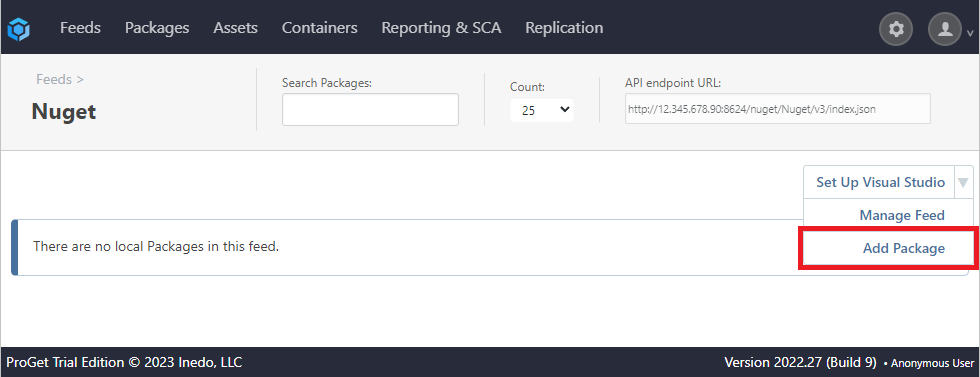 Feeds Packages Assets Containers Reporting & SCA Replication
Feeds >
Nuget
Search Packages:
Count:
25
API endpoint URL:
http://12.345.678.90:8624/nuget/Nuget/v3/index.json
Set Up Visual Studio
Manage Feed
Add Package
There are no local Packages in this feed.
ProGet Trial Edition © 2023 Inedo, LLC
Version 2022.27 (Build 9) • Anonymous User